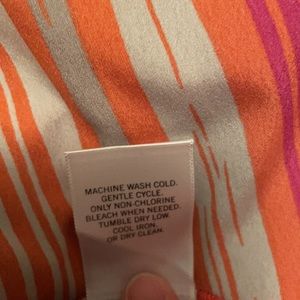 MACHINE WASH COLD.
GENTLE CYCLE.
ONLY NON-CHLORINE
BLEACH WHEN NEEDED.
TUMBLE DRY LOW.
COOL IRON.
OR DRY CLEAN.